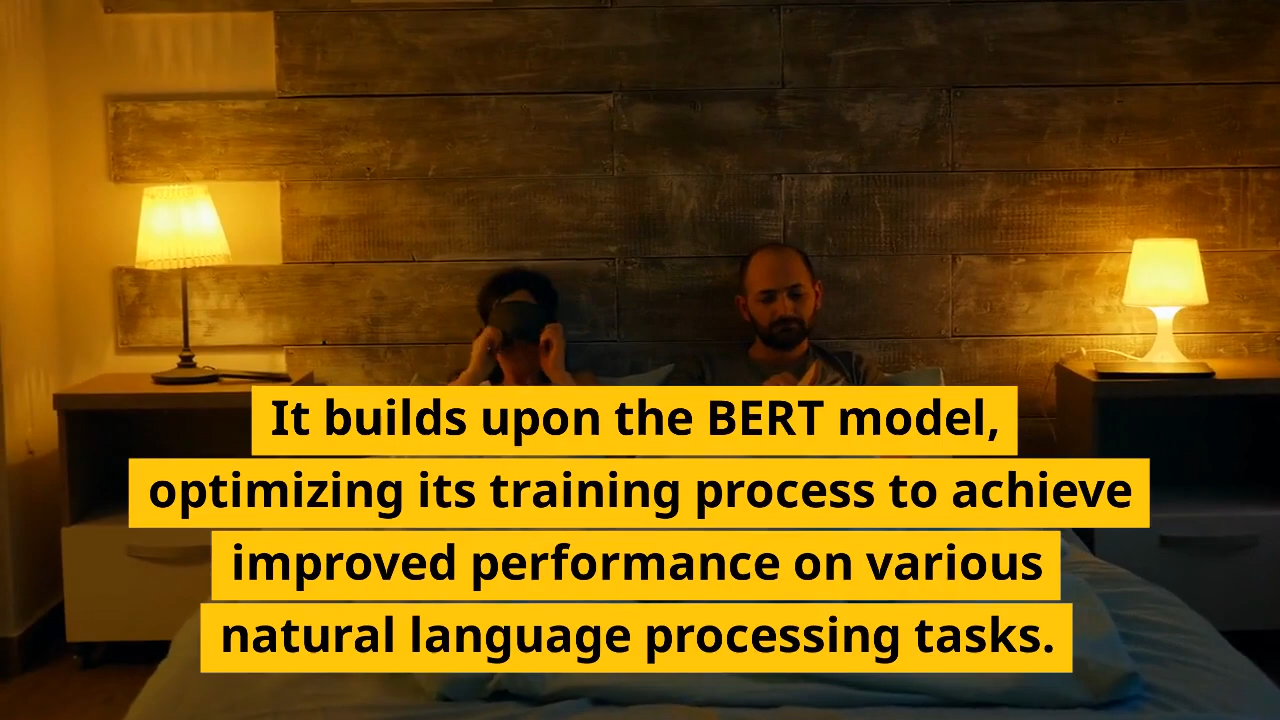 It builds upon the BERT model,
optimizing its training process to achieve
improved performance on various
natural language processing tasks.